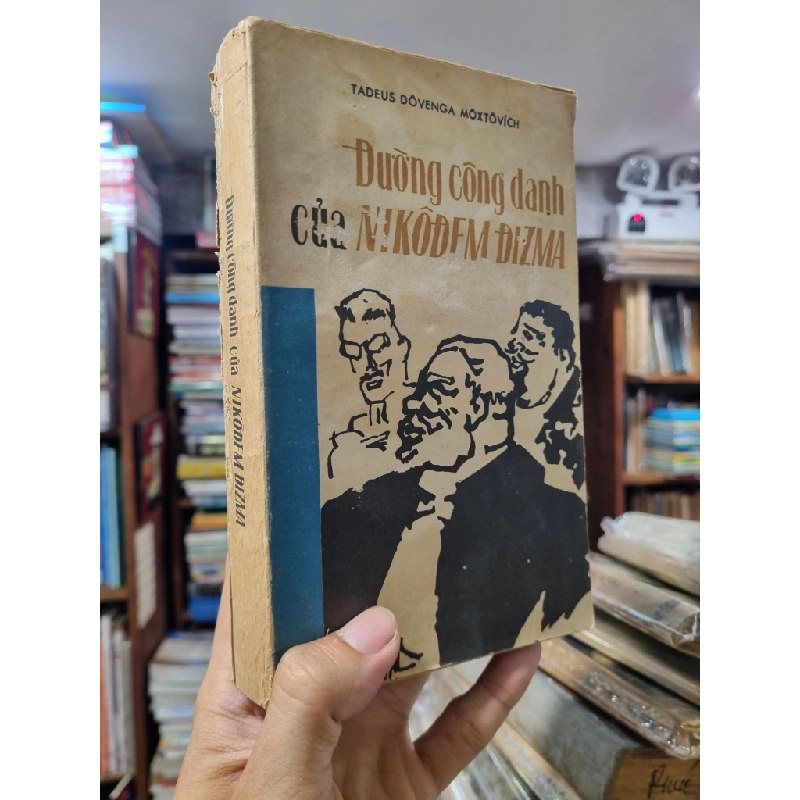 TADEUS DÔVENGA MÔXTÔVÍCH
Đường công danh
của NIKÔĐEM ĐIZMA
Đường công danh của NIKÔĐEM ĐIZMA